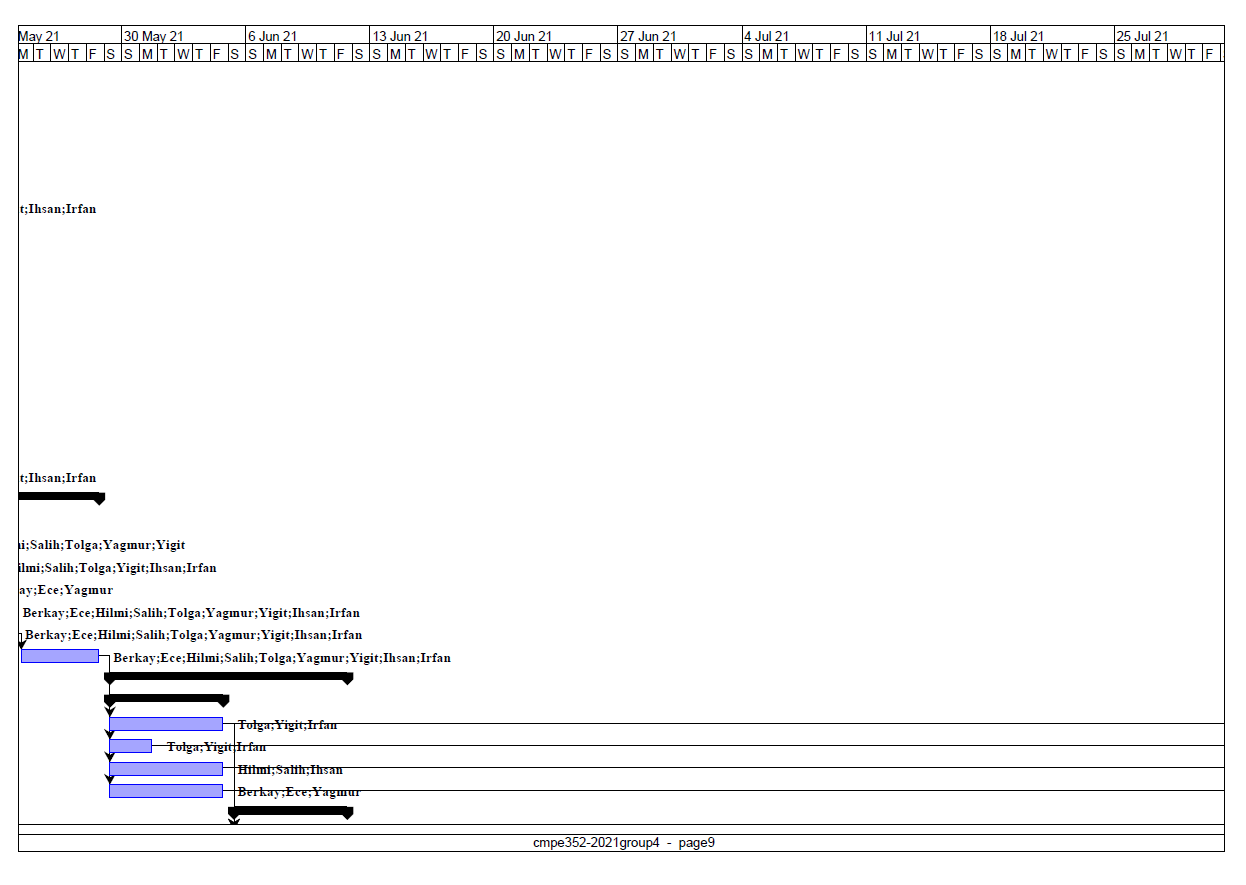 May 21 30 May 21 6 Jun 21 13 Jun 21 20 Jun 21 27 Jun 21 4 Jul 21 11 Jul 21 18 Jul 21 25 Jul 21
M T W T F S S M T W T F S S M T W T F S S M T W T F S S M T W T F S S M T W T F S S M T W T F S S M T W T F S S M T W T F S S M T W T F
t;Ihsan;Irfan
t;Ihsan;Irfan
ni;Salih;Tolga;Yagmur;Yigit
ilmi;Salih;Tolga;Yigit;Ihsan;Irfan
ay;Ece;Yagmur
Berkay;Ece;Hilmi;Salih;Tolga;Yagmur;Yigit;Ihsan;Irfan
Berkay;Ece;Hilmi;Salih;Tolga;Yagmur;Yigit;Ihsan;Irfan
Berkay;Ece;Hilmi;Salih;Tolga;Yagmur;Yigit;Ihsan;Irfan
Tolga;Yigit;Irfan
Tolga;Yigit;Irfan
Hilmi;Salih;Ihsan
Berkay;Ece;Yagmur
cmpe352-2021group4 - page9